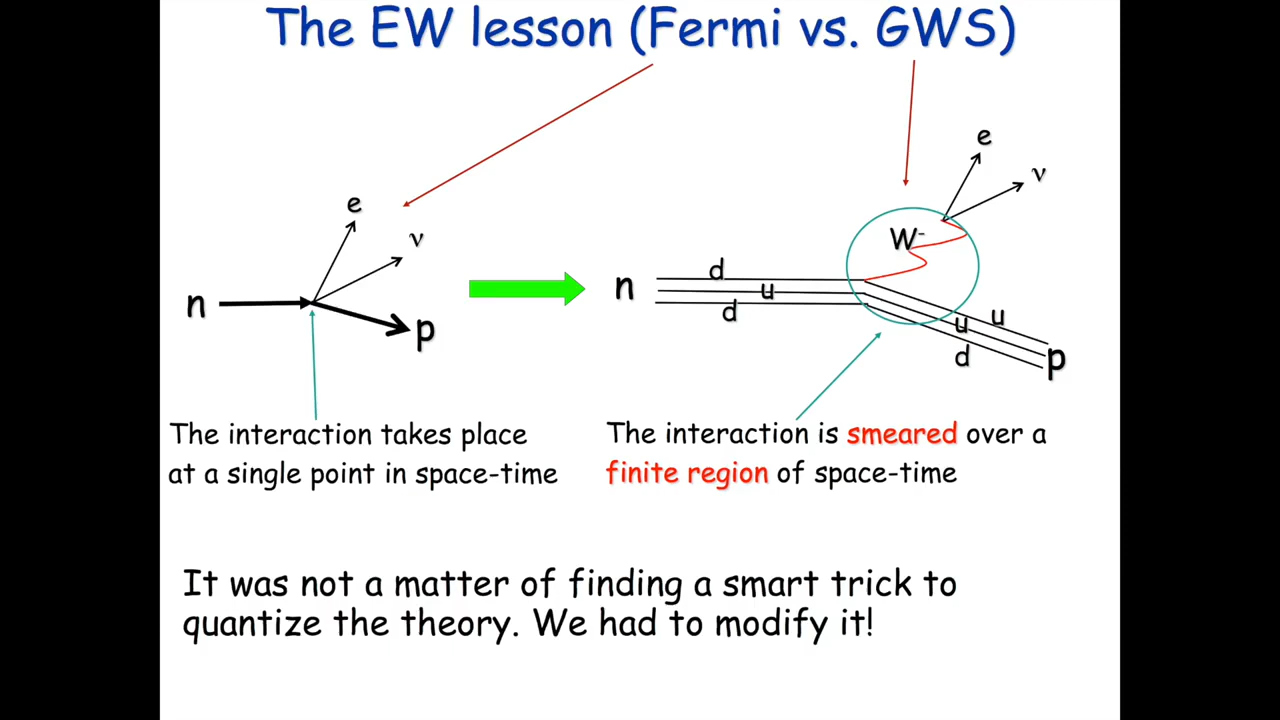 The EW lesson (Fermi vs. GWS)
e
ν
n
p
e
ν
W⁻
n
d
u
d
u
u
d
p
The interaction takes place
at a single point in space-time
The interaction is smeared over a
finite region of space-time
It was not a matter of finding a smart trick to
quantize the theory. We had to modify it!